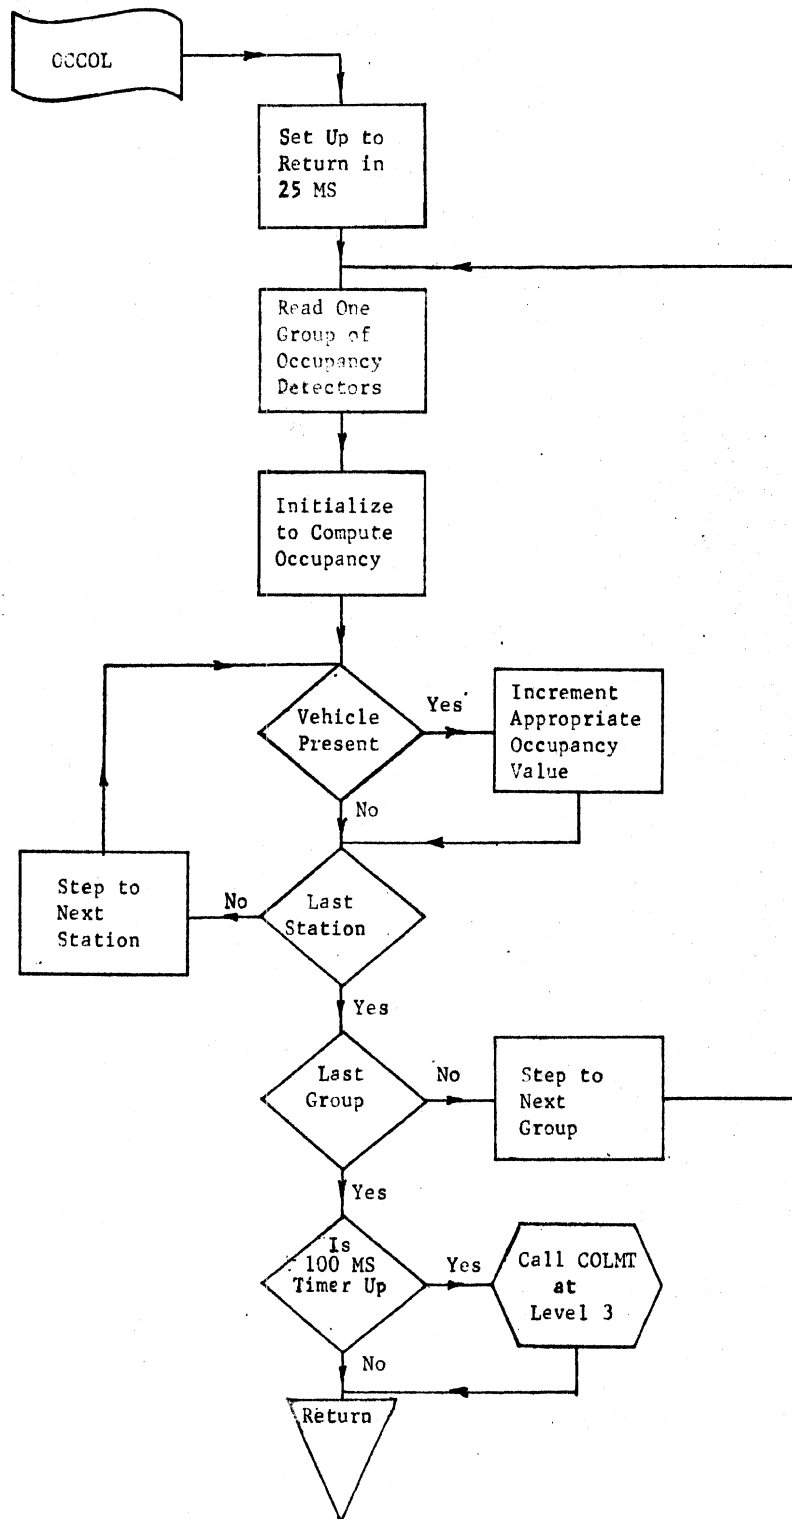 OCCOL
Set Up to
Return in
25 MS
Read One
Group of
Occupancy
Detectors
Initialize
to Compute
Occupancy
Vehicle
Present
Yes
Increment
Appropriate
Occupancy
Value
No
Step to
Next
Station
No
Last
Station
Yes
Last
Group
No
Step to
Next
Group
Yes
Is
100 MS
Timer Up
Yes
Call COLMT
at
Level 3
No
Return